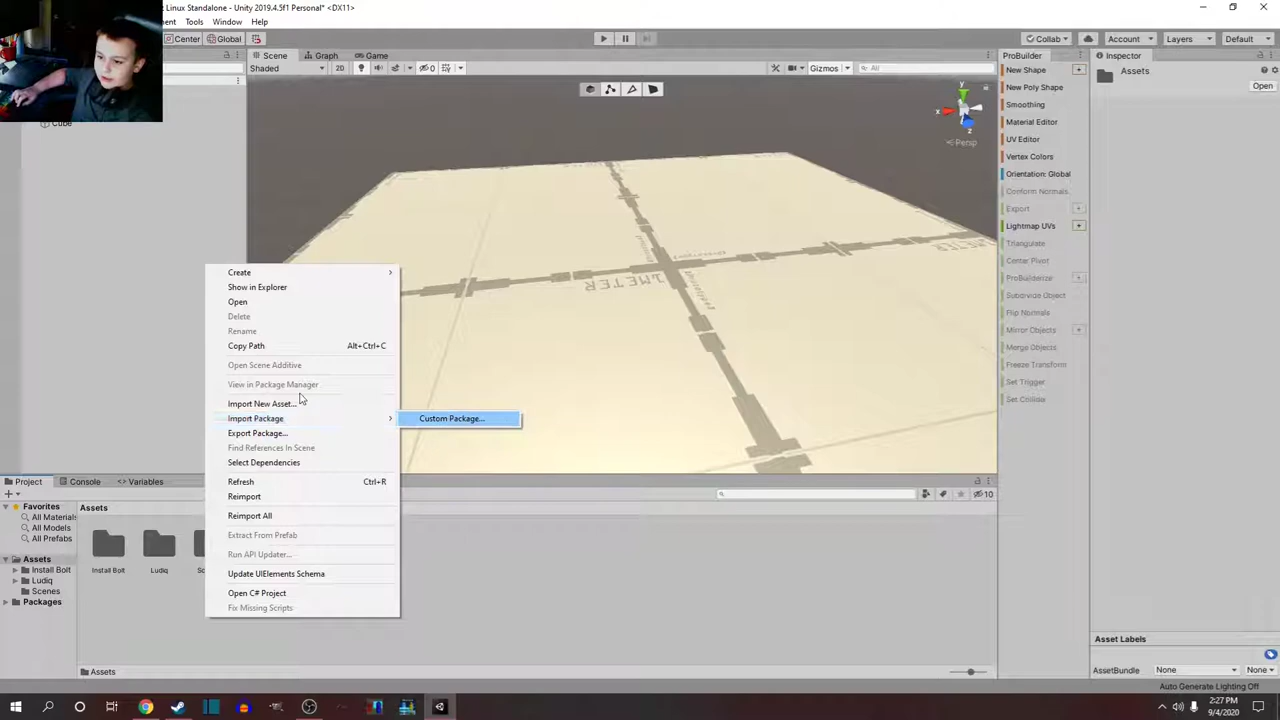 Linux Standalone - 2019.4.5f1 Personal* <DX11>
Tools Window Help
Center Global
Collab Account Layers Default
Scene Graph Game
ProBuilder
Inspector
Shaded 2D 0 Gizmos All
Assets
Open
New Shape
New Poly Shape
Smoothing
Material Editor
UV Editor
Vertex Colors
Orientation: Global
Conform Normals
Export
Lightmap UVs
Triangulate
Center Pivot
ProBuilderize
Subdivide Object
Flip Normals
Mirror Objects
Merge Objects
Freeze Transform
Set Trigger
Set Collider
y
x
z
Persp
Cube
1METER
METER
Create
Show in Explorer
Open
Delete
Rename
Copy Path Alt+Ctrl+C
Open Scene Additive
View in Package Manager
Import New Asset...
Import Package
Custom Package...
Export Package...
Find References In Scene
Select Dependencies
Refresh Ctrl+R
Reimport
Reimport All
Extract From Prefab
Run API Updater...
Update UIElements Schema
Open C# Project
Fix Missing Scripts
Project Console Variables
10
Favorites
All Materials
All Models
All Prefabs
Assets
Install Bolt
Ludiq
Scenes
Packages
Assets
Install Bolt Ludiq
Assets
Asset Labels
AssetBundle None None
Auto Generate Lighting Off
2:27 PM
9/4/2020